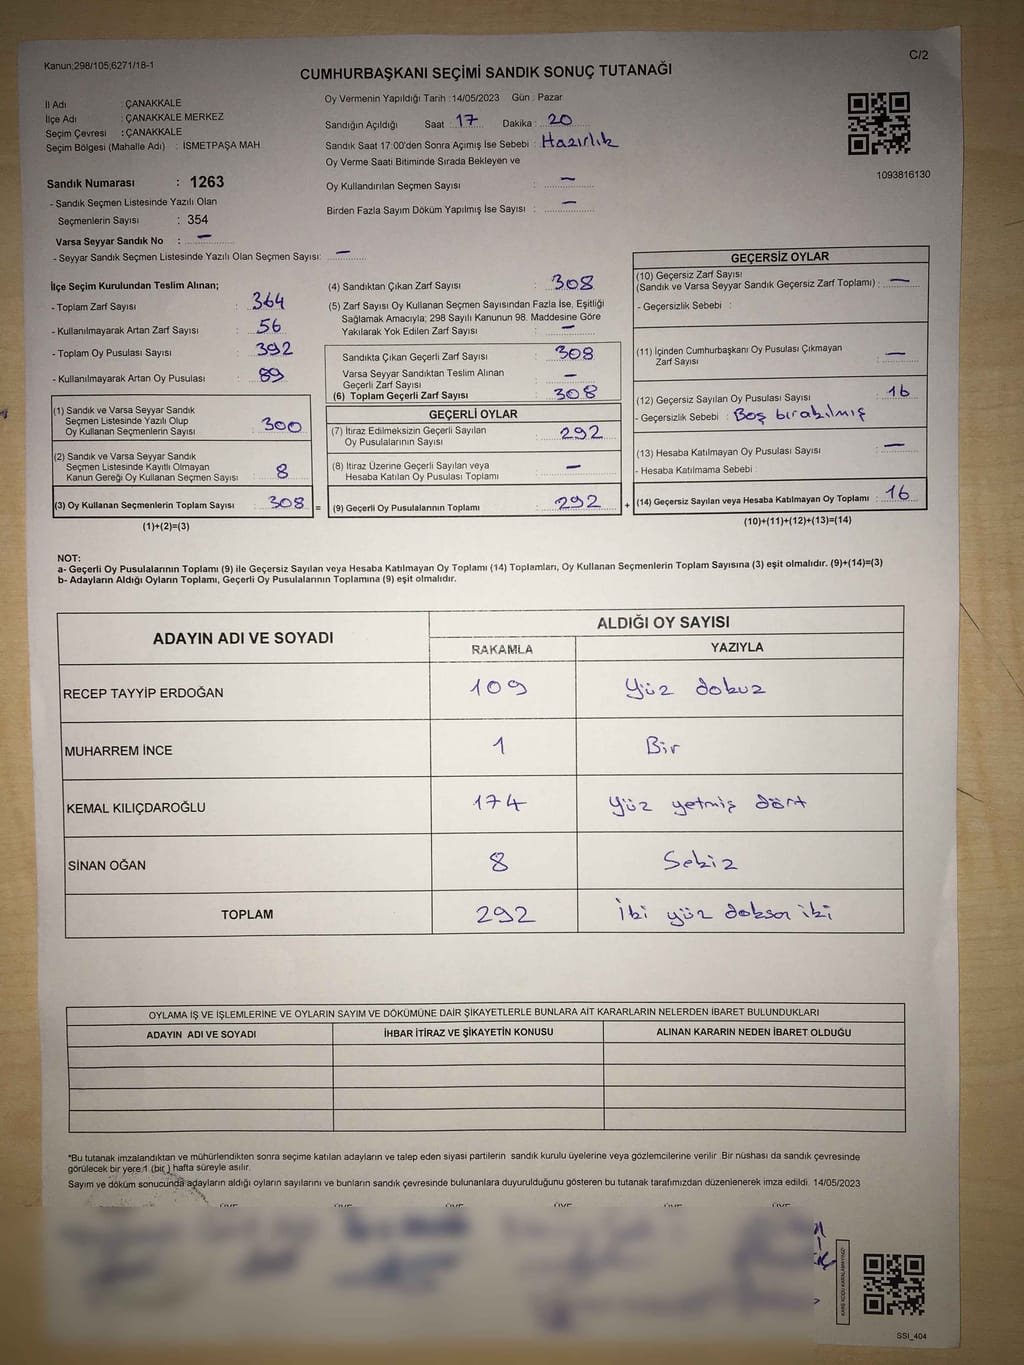 Kanun;298/105;6271/18-1
C/2
CUMHURBAŞKANI SEÇİMİ SANDIK SONUÇ TUTANAĞI
İl Adı : ÇANAKKALE
İlçe Adı : ÇANAKKALE MERKEZ
Seçim Çevresi : ÇANAKKALE
Seçim Bölgesi (Mahalle Adı) : İSMETPAŞA MAH.
Oy Vermenin Yapıldığı Tarih :14/05/2023 Gün : Pazar
Sandığın Açıldığı Saat : 17 Dakika : 20
Sandık Saat 17:00'den Sonra Açımış İse Sebebi : Hazırlık
Oy Verme Saati Bitiminde Sırada Bekleyen ve
Oy Kullandırılan Seçmen Sayısı : —
Birden Fazla Sayım Döküm Yapılmış İse Sayısı : —
1093816130
Sandık Numarası : 1263
- Sandık Seçmen Listesinde Yazılı Olan
Seçmenlerin Sayısı : 354
Varsa Seyyar Sandık No : —
- Seyyar Sandık Seçmen Listesinde Yazılı Olan Seçmen Sayısı: —
İlçe Seçim Kurulundan Teslim Alınan;
- Toplam Zarf Sayısı : 364
- Kullanılmayarak Artan Zarf Sayısı : 56
- Toplam Oy Pusulası Sayısı : 392
- Kullanılmayarak Artan Oy Pusulası : 89
(1) Sandık ve Varsa Seyyar Sandık
Seçmen Listesinde Yazılı Olup
Oy Kullanan Seçmenlerin Sayısı : 300
(2) Sandık ve Varsa Seyyar Sandık
Seçmen Listesinde Kayıtlı Olmayan
Kanun Gereği Oy Kullanan Seçmen Sayısı : 8
(3) Oy Kullanan Seçmenlerin Toplam Sayısı : 308 =
(1)+(2)=(3)
(4) Sandıktan Çıkan Zarf Sayısı : 308
(5) Zarf Sayısı Oy Kullanan Seçmen Sayısından Fazla İse, Eşitliği
Sağlamak Amacıyla; 298 Sayılı Kanunun 98. Maddesine Göre
Yakılarak Yok Edilen Zarf Sayısı : —
Sandıkta Çıkan Geçerli Zarf Sayısı : 308
Varsa Seyyar Sandıktan Teslim Alınan
Geçerli Zarf Sayısı : —
(6) Toplam Geçerli Zarf Sayısı : 308
GEÇERLİ OYLAR
(7) İtiraz Edilmeksizin Geçerli Sayılan
Oy Pusulalarının Sayısı : 292
(8) İtiraz Üzerine Geçerli Sayılan veya
Hesaba Katılan Oy Pusulası Toplamı : —
(9) Geçerli Oy Pusulalarının Toplamı : 292 +
GEÇERSİZ OYLAR
(10) Geçersiz Zarf Sayısı
(Sandık ve Varsa Seyyar Sandık Geçersiz Zarf Toplamı) : —
- Geçersizlik Sebebi :
(11) İçinden Cumhurbaşkanı Oy Pusulası Çıkmayan
Zarf Sayısı : —
(12) Geçersiz Sayılan Oy Pusulası Sayısı : 16
- Geçersizlik Sebebi : Boş bırakılmış
(13) Hesaba Katılmayan Oy Pusulası Sayısı : —
- Hesaba Katılmama Sebebi :
(14) Geçersiz Sayılan veya Hesaba Katılmayan Oy Toplamı : 16
(10)+(11)+(12)+(13)=(14)
NOT:
a- Geçerli Oy Pusulalarının Toplamı (9) ile Geçersiz Sayılan veya Hesaba Katılmayan Oy Toplamı (14) Toplamları, Oy Kullanan Seçmenlerin Toplam Sayısına (3) eşit olmalıdır. (9)+(14)=(3)
b- Adayların Aldığı Oyların Toplamı, Geçerli Oy Pusulalarının Toplamına (9) eşit olmalıdır.
ADAYIN ADI VE SOYADI
ALDIĞI OY SAYISI
RAKAMLA YAZIYLA
RECEP TAYYİP ERDOĞAN 109 Yüz dokuz
MUHARREM İNCE 1 Bir
KEMAL KILIÇDAROĞLU 174 Yüz yetmiş dört
SİNAN OĞAN 8 Sekiz
TOPLAM 292 İki yüz doksan iki
OYLAMA İŞ VE İŞLEMLERİNE VE OYLARIN SAYIM VE DÖKÜMÜNE DAİR ŞİKAYETLERLE BUNLARA AİT KARARLARIN NELERDEN İBARET BULUNDUKLARI
ADAYIN ADI VE SOYADI İHBAR İTİRAZ VE ŞİKAYETİN KONUSU ALINAN KARARIN NEDEN İBARET OLDUĞU
*Bu tutanak imzalandıktan ve mühürlendikten sonra seçime katılan adayların ve talep eden siyasi partilerin sandık kurulu üyelerine veya gözlemcilerine verilir .Bir nüshası da sandık çevresinde
görülecek bir yere 1 (bir ) hafta süreyle asılır.
Sayım ve döküm sonucunda adayların aldığı oyların sayılarını ve bunların sandık çevresinde bulunanlara duyurulduğunu gösteren bu tutanak tarafımızdan düzenlenerek imza edildi. 14/05/2023
ÜYE ÜYE ÜYE ÜYE ÜYE ÜYE
KARE KODU KARALAMAYINIZ!
SSİ_404